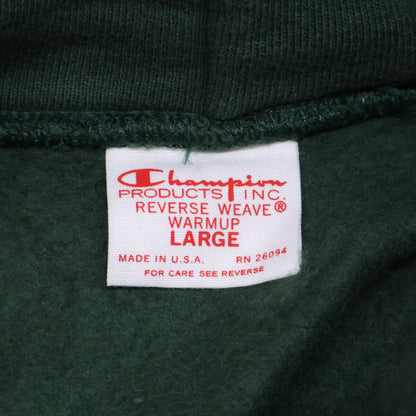 Champion
PRODUCTS INC.
REVERSE WEAVE®
WARMUP
LARGE
MADE IN U.S.A. RN 26094
FOR CARE SEE REVERSE